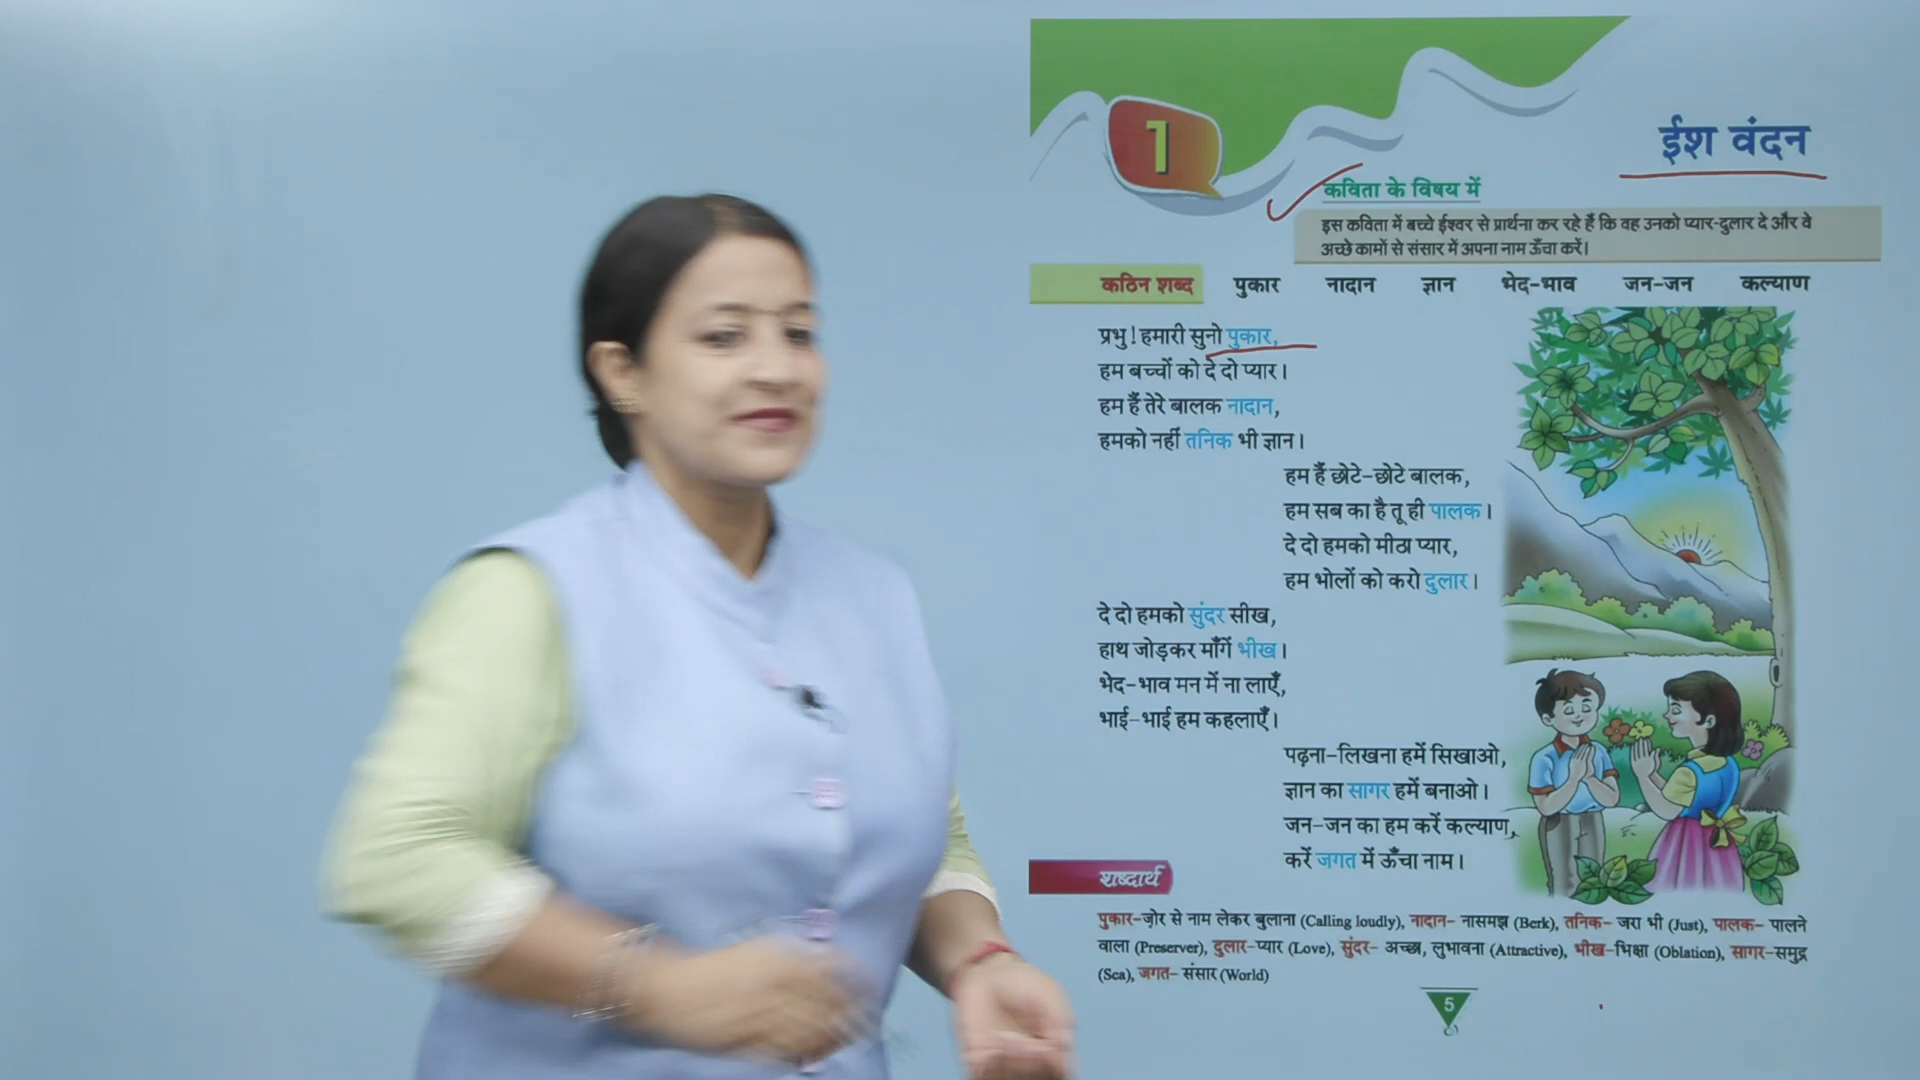 1
ईश वंदन
कविता के विषय में
इस कविता में बच्चे ईश्वर से प्रार्थना कर रहे हैं कि वह उनको प्यार-दुलार दे और वे
अच्छे कामों से संसार में अपना नाम ऊँचा करें।
कठिन शब्द पुकार नादान ज्ञान भेद-भाव जन-जन कल्याण
प्रभु! हमारी सुनो पुकार,
हम बच्चों को दे दो प्यार।
हम हैं तेरे बालक नादान,
हमको नहीं तनिक भी ज्ञान।
हम हैं छोटे-छोटे बालक,
हम सब का है तू ही पालक।
दे दो हमको मीठा प्यार,
हम भोलों को करो दुलार।
दे दो हमको सुंदर सीख,
हाथ जोड़कर माँगें भीख।
भेद-भाव मन में ना लाएँ,
भाई-भाई हम कहलाएँ।
पढ़ना-लिखना हमें सिखाओ,
ज्ञान का सागर हमें बनाओ।
जन-जन का हम करें कल्याण,
करें जगत में ऊँचा नाम।
शब्दार्थ
पुकार-ज़ोर से नाम लेकर बुलाना (Calling loudly), नादान- नासमझ (Berk), तनिक- जरा भी (Just), पालक- पालने
वाला (Preserver), दुलार-प्यार (Love), सुंदर- अच्छा, लुभावना (Attractive), भीख-भिक्षा (Oblation), सागर-समुद्र
(Sea), जगत- संसार (World)
5